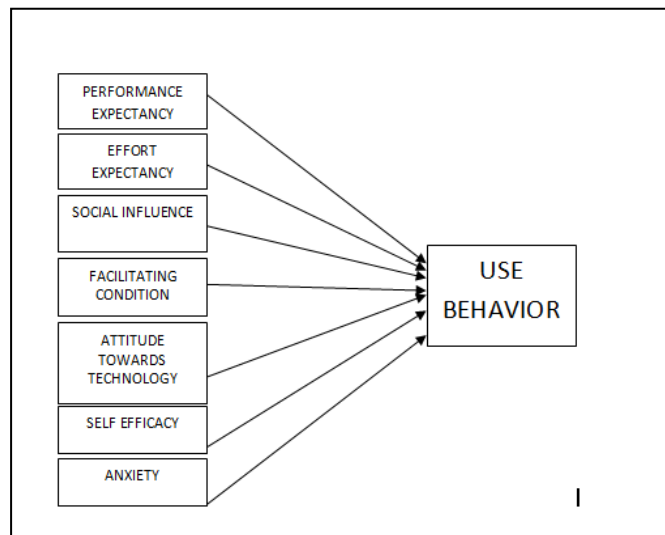 PERFORMANCE
EXPECTANCY
EFFORT
EXPECTANCY
SOCIAL INFLUENCE
FACILITATING
CONDITION
ATTITUDE
TOWARDS
TECHNOLOGY
SELF EFFICACY
ANXIETY
USE
BEHAVIOR